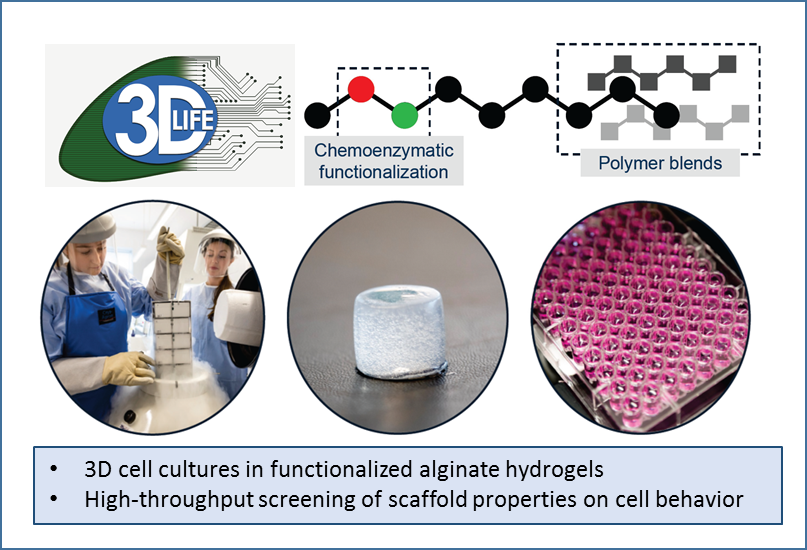 3D LIFE
Chemoenzymatic
functionalization
Polymer blends
• 3D cell cultures in functionalized alginate hydrogels
• High-throughput screening of scaffold properties on cell behavior